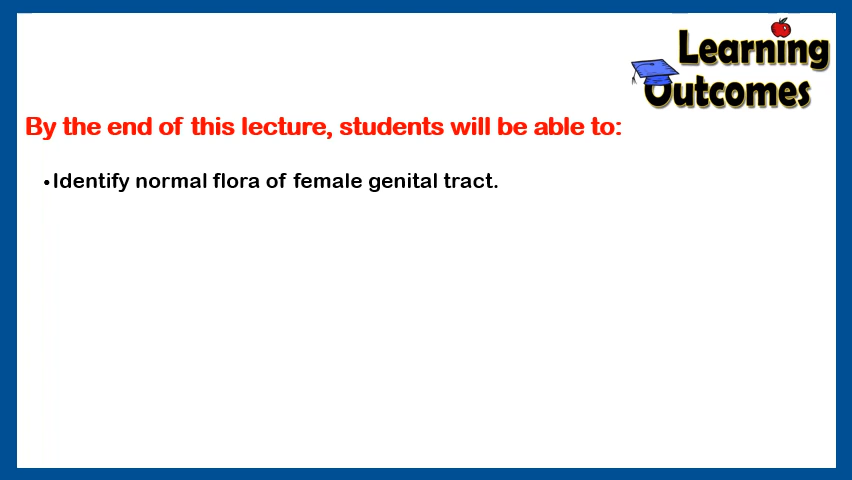 Learning
Outcomes
By the end of this lecture, students will be able to:
•Identify normal flora of female genital tract.